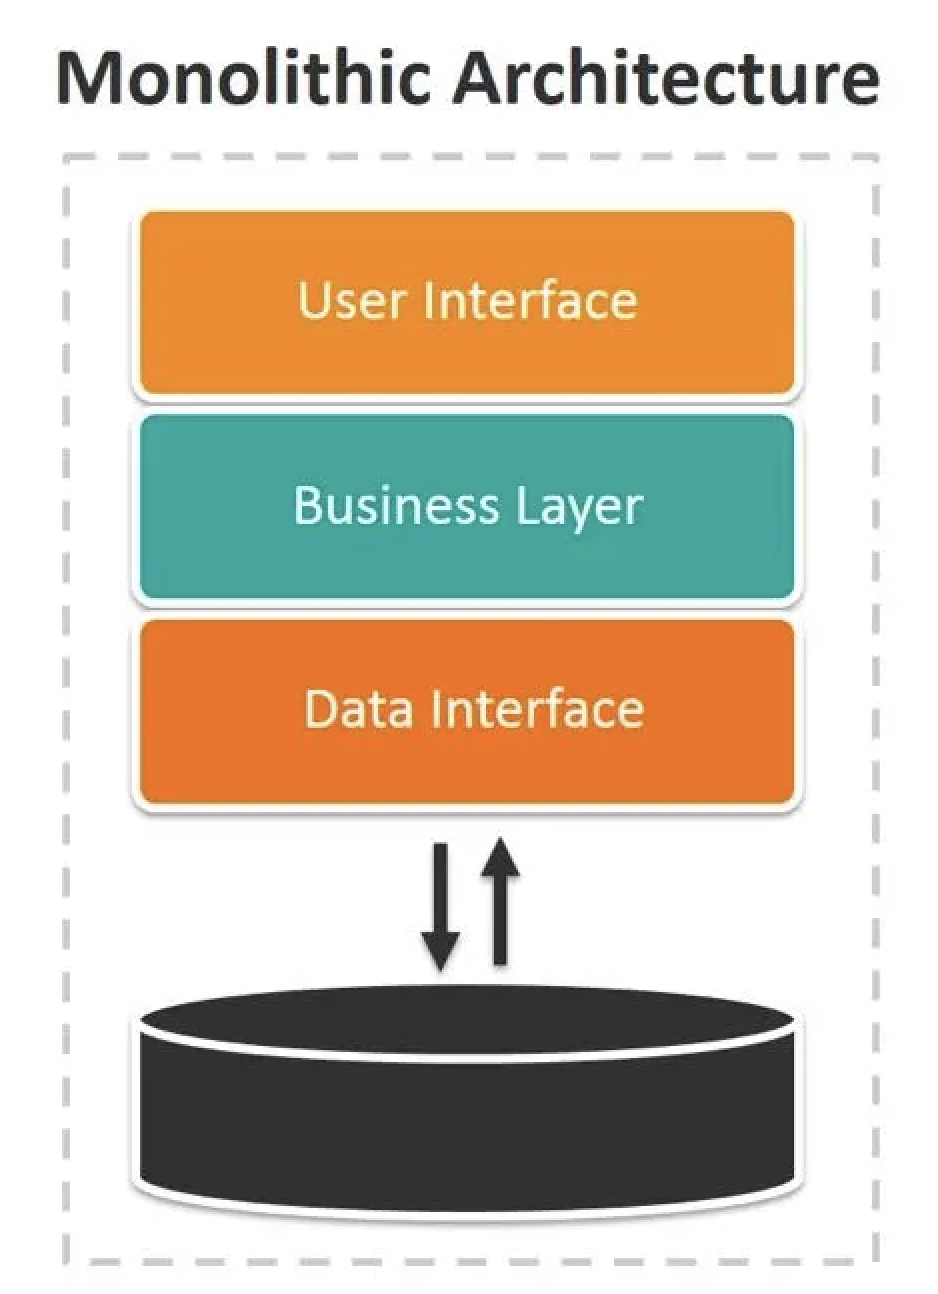 Monolithic Architecture
User Interface
Business Layer
Data Interface